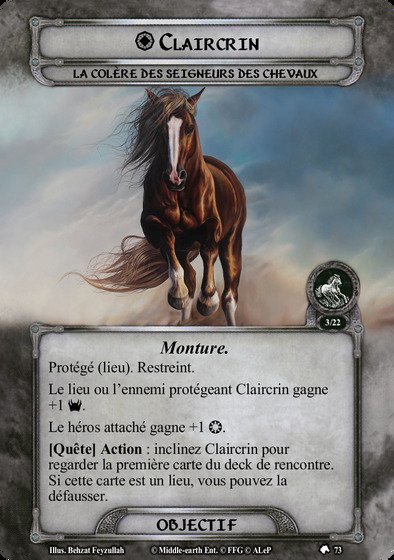 Claircrin
La colère des seigneurs des chevaux
3/22
Monture.
Protégé (lieu). Restreint.
Le lieu ou l'ennemi protégeant Claircrin gagne
+1 .
Le héros attaché gagne +1 .
[Quête] Action : inclinez Claircrin pour
regarder la première carte du deck de rencontre.
Si cette carte est un lieu, vous pouvez la
défausser.
Illus. Behzat Feyzullah
© Middle-earth Ent. © FFG © ALeP
73
OBJECTIF